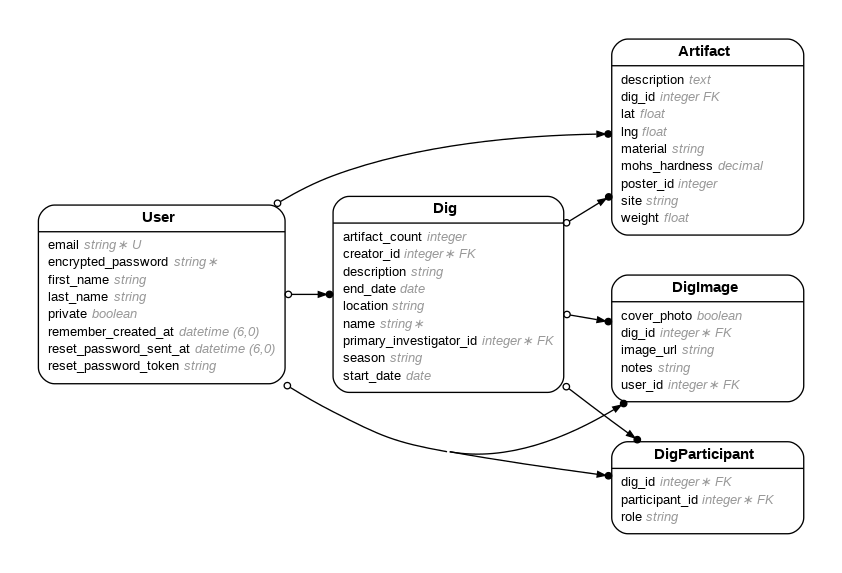 User
email string∗ U
encrypted_password string∗
first_name string
last_name string
private boolean
remember_created_at datetime (6,0)
reset_password_sent_at datetime (6,0)
reset_password_token string
Dig
artifact_count integer
creator_id integer∗ FK
description string
end_date date
location string
name string∗
primary_investigator_id integer∗ FK
season string
start_date date
Artifact
description text
dig_id integer FK
lat float
lng float
material string
mohs_hardness decimal
poster_id integer
site string
weight float
DigImage
cover_photo boolean
dig_id integer∗ FK
image_url string
notes string
user_id integer∗ FK
DigParticipant
dig_id integer∗ FK
participant_id integer∗ FK
role string